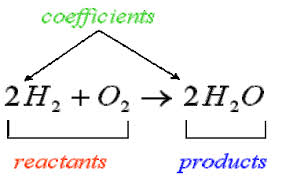 coefficients
2H₂ + O₂ → 2H₂O
reactants products